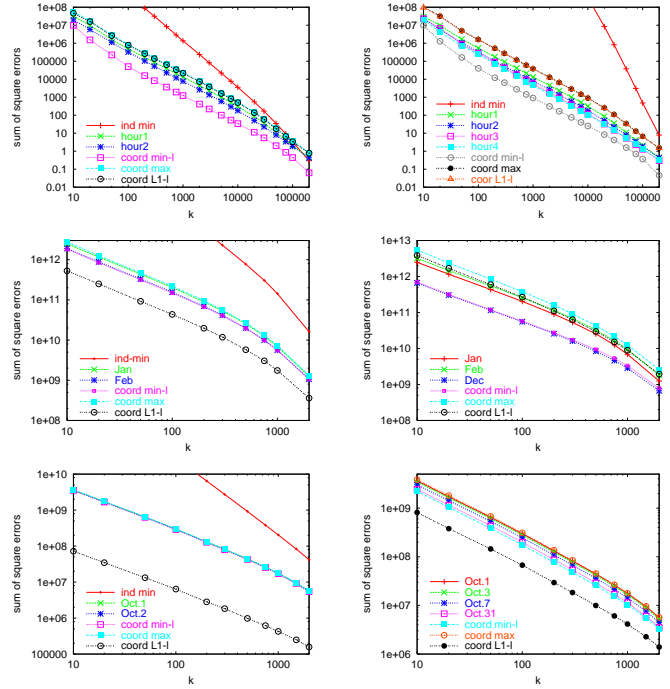 sum of square errors
1e+08
1e+07
1e+06
100000
10000
1000
100
10
1
0.1
0.01
10
100
1000
10000
100000
k
ind min
hour1
hour2
coord min-l
coord max
coord L1-l
sum of square errors
1e+08
1e+07
1e+06
100000
10000
1000
100
10
1
0.1
0.01
10
100
1000
10000
100000
k
ind min
hour1
hour2
hour3
hour4
coord min-l
coord max
coor L1-l
sum of square errors
1e+12
1e+11
1e+10
1e+09
1e+08
10
100
1000
k
ind-min
Jan
Feb
coord min-l
coord max
coord L1-l
sum of square errors
1e+13
1e+12
1e+11
1e+10
1e+09
1e+08
10
100
1000
k
Jan
Feb
Dec
coord min-l
coord max
coord L1-l
sum of square errors
1e+10
1e+09
1e+08
1e+07
1e+06
100000
10
100
1000
k
ind min
Oct.1
Oct.2
coord min-l
coord max
coord L1-l
sum of square errors
1e+09
1e+08
1e+07
1e+06
10
100
1000
k
Oct.1
Oct.3
Oct.7
Oct.31
coord min-l
coord max
coord L1-l